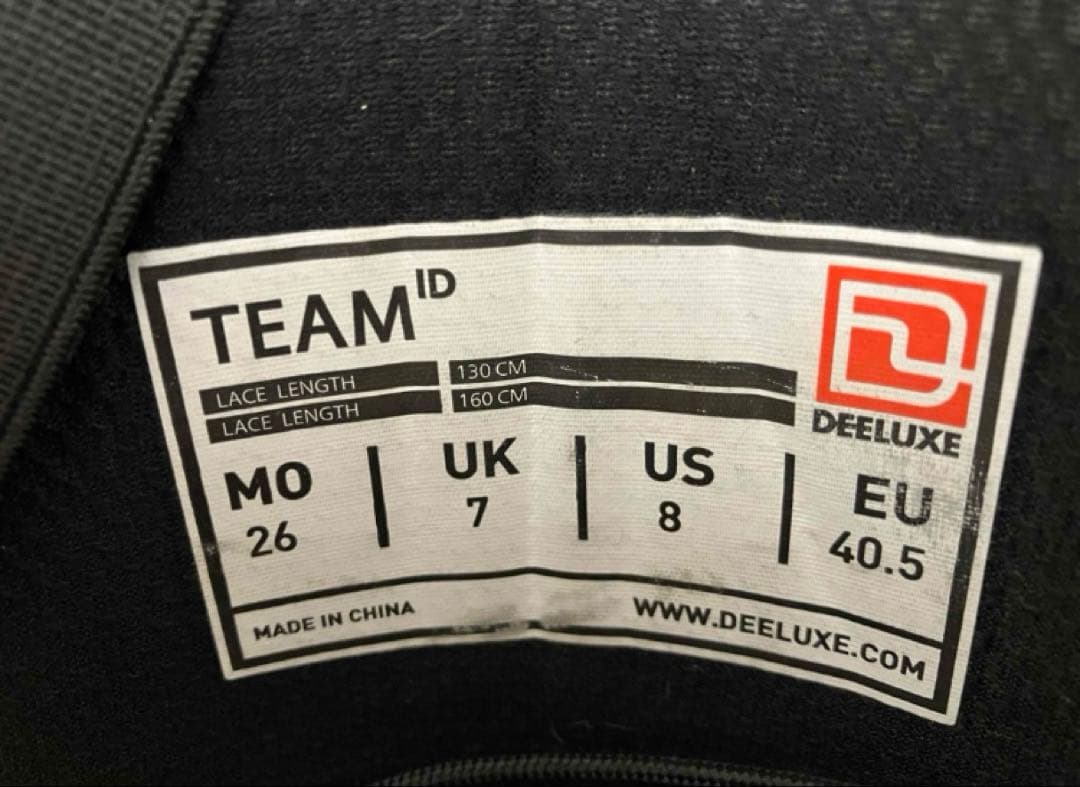 TEAM ID
LACE LENGTH 130 CM
LACE LENGTH 160 CM
DEELUXE
MO UK US EU
26 7 8 40.5
MADE IN CHINA WWW.DEELUXE.COM